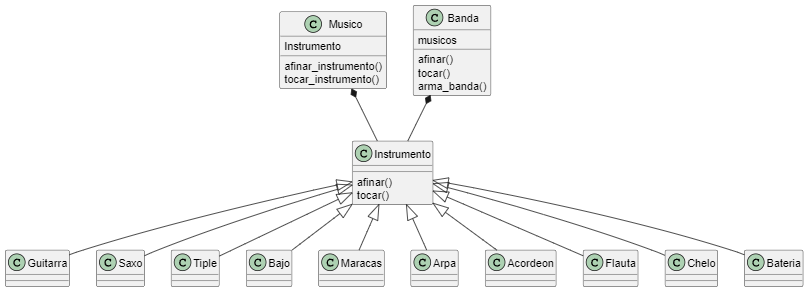 C Musico
Instrumento
afinar_instrumento()
tocar_instrumento()
C Banda
musicos
afinar()
tocar()
arma_banda()
C Instrumento
afinar()
tocar()
C Guitarra
C Saxo
C Tiple
C Bajo
C Maracas
C Arpa
C Acordeon
C Flauta
C Chelo
C Bateria